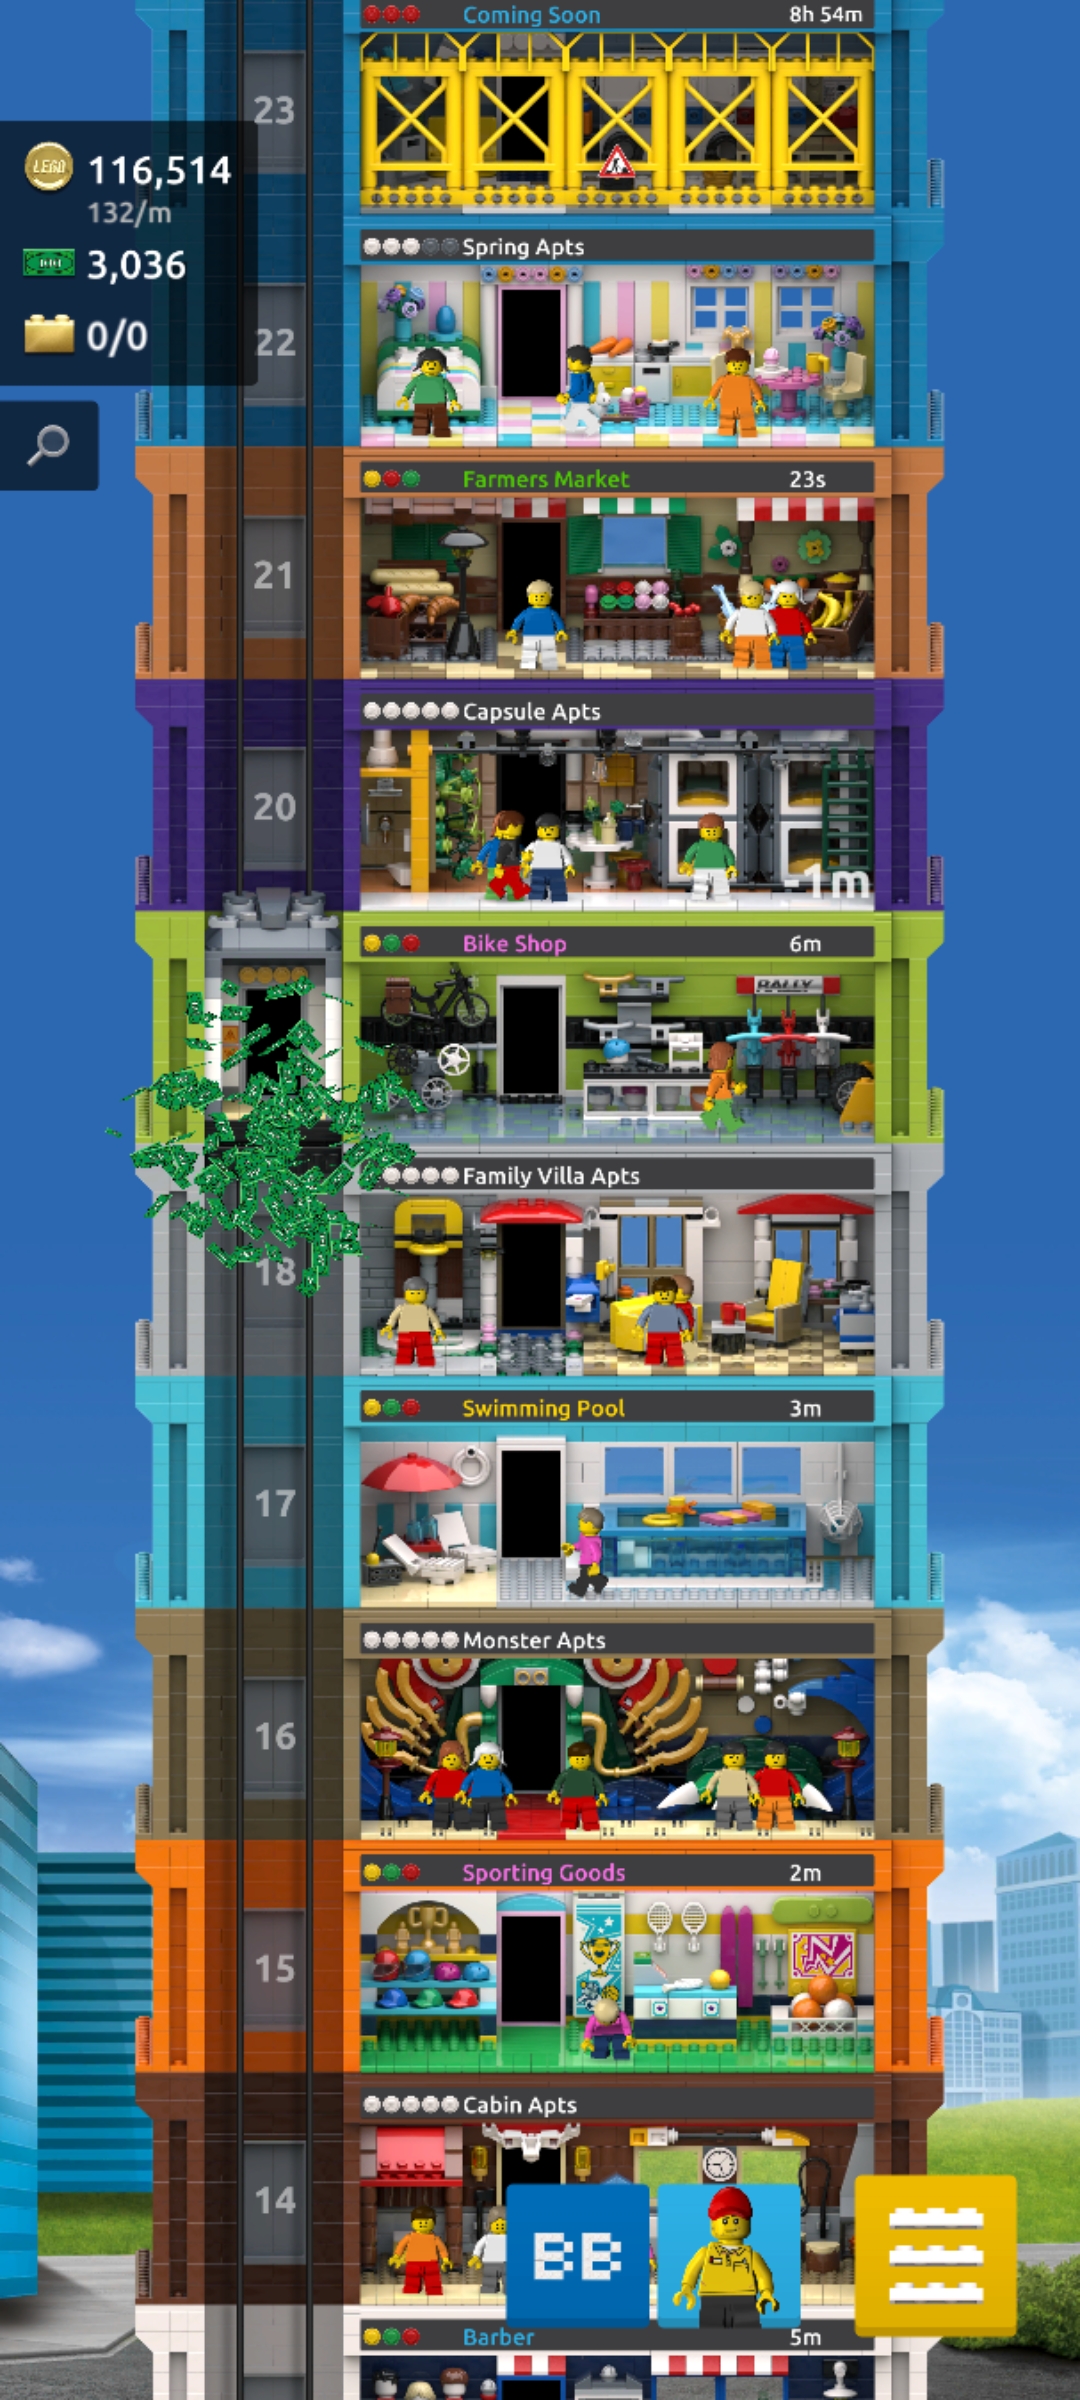 Coming Soon 8h 54m
23
LEGO 116,514
132/m
3,036
0/0
Spring Apts
22
Farmers Market 23s
21
Capsule Apts
20
-1m
Bike Shop 6m
RALLY
Family Villa Apts
18
Swimming Pool 3m
17
Monster Apts
16
Sporting Goods 2m
15
Cabin Apts
14
BB
Barber 5m